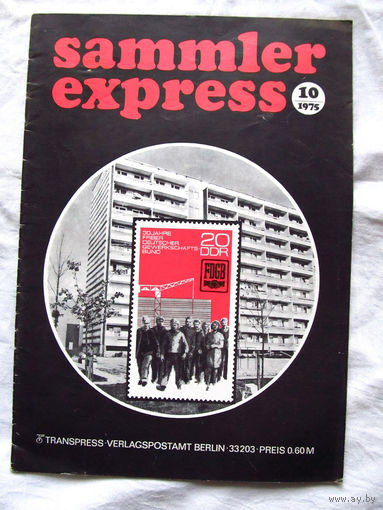 sammler
express
10
1975
30 JAHRE
FREIER
DEUTSCHER
GEWERKSCHAFTS
BUND
20
DDR
FDGB
TRANSPRESS · VERLAGSPOSTAMT BERLIN · 33203 · PREIS 0.60 M
www.ay.by